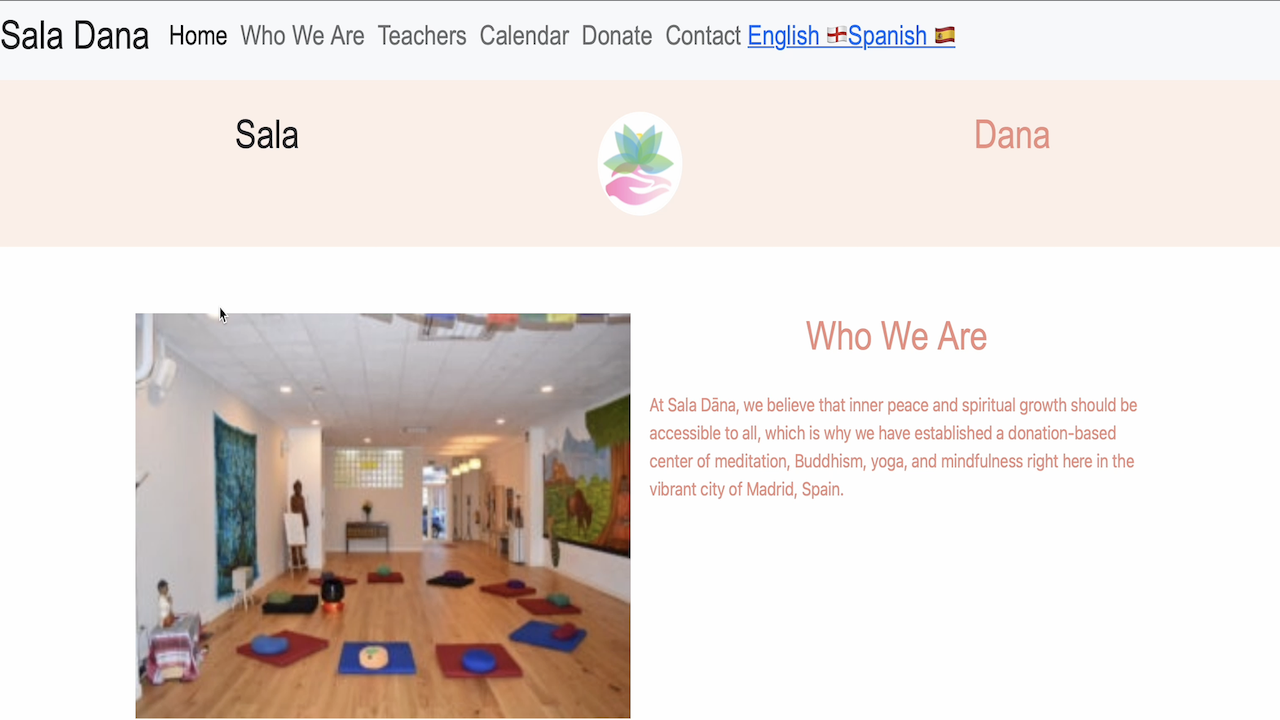 Sala Dana Home Who We Are Teachers Calendar Donate Contact English 🏴󠁧󠁢󠁥󠁮󠁧󠁿Spanish 🇪🇸
Sala Dana
Who We Are
At Sala Dāna, we believe that inner peace and spiritual growth should be
accessible to all, which is why we have established a donation-based
center of meditation, Buddhism, yoga, and mindfulness right here in the
vibrant city of Madrid, Spain.